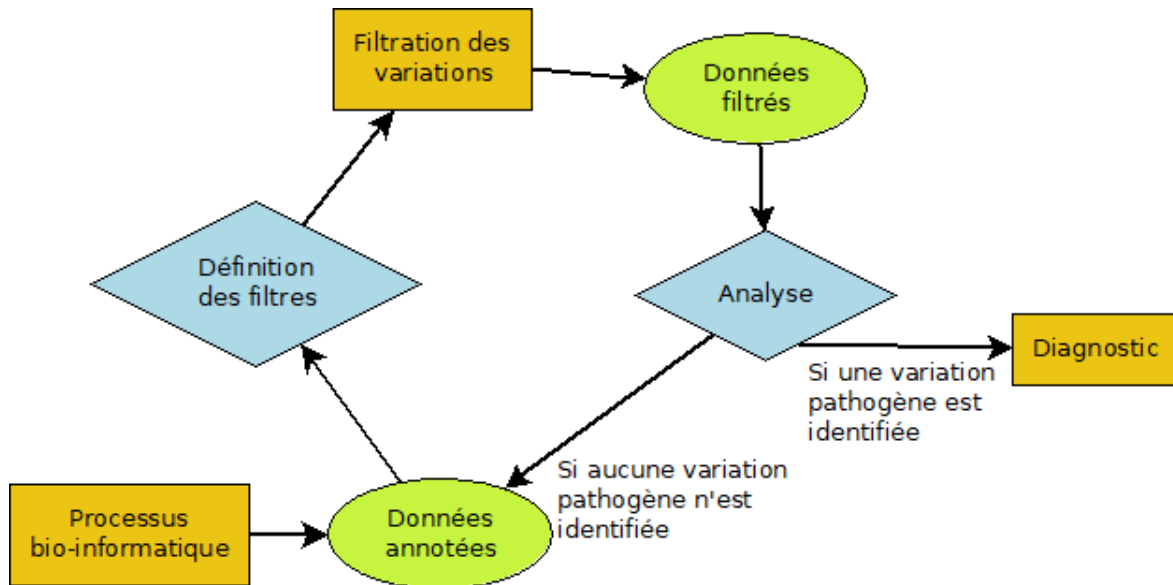 Filtration des
variations
Données
filtrés
Définition
des filtres
Analyse
Diagnostic
Si une variation
pathogène est
identifiée
Si aucune variation
pathogène n'est
identifiée
Processus
bio-informatique
Données
annotées